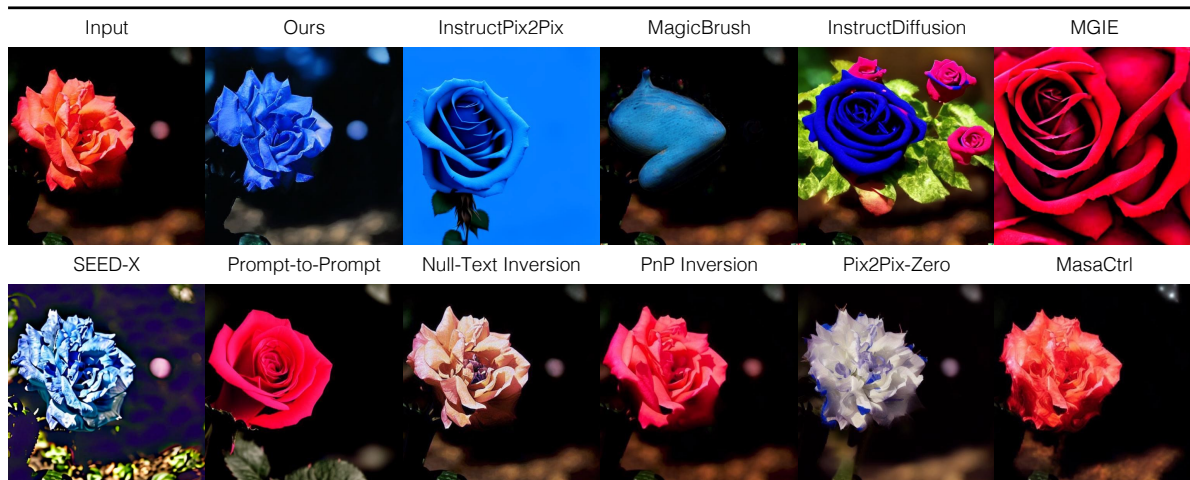 Input Ours InstructPix2Pix MagicBrush InstructDiffusion MGIE
SEED-X Prompt-to-Prompt Null-Text Inversion PnP Inversion Pix2Pix-Zero MasaCtrl